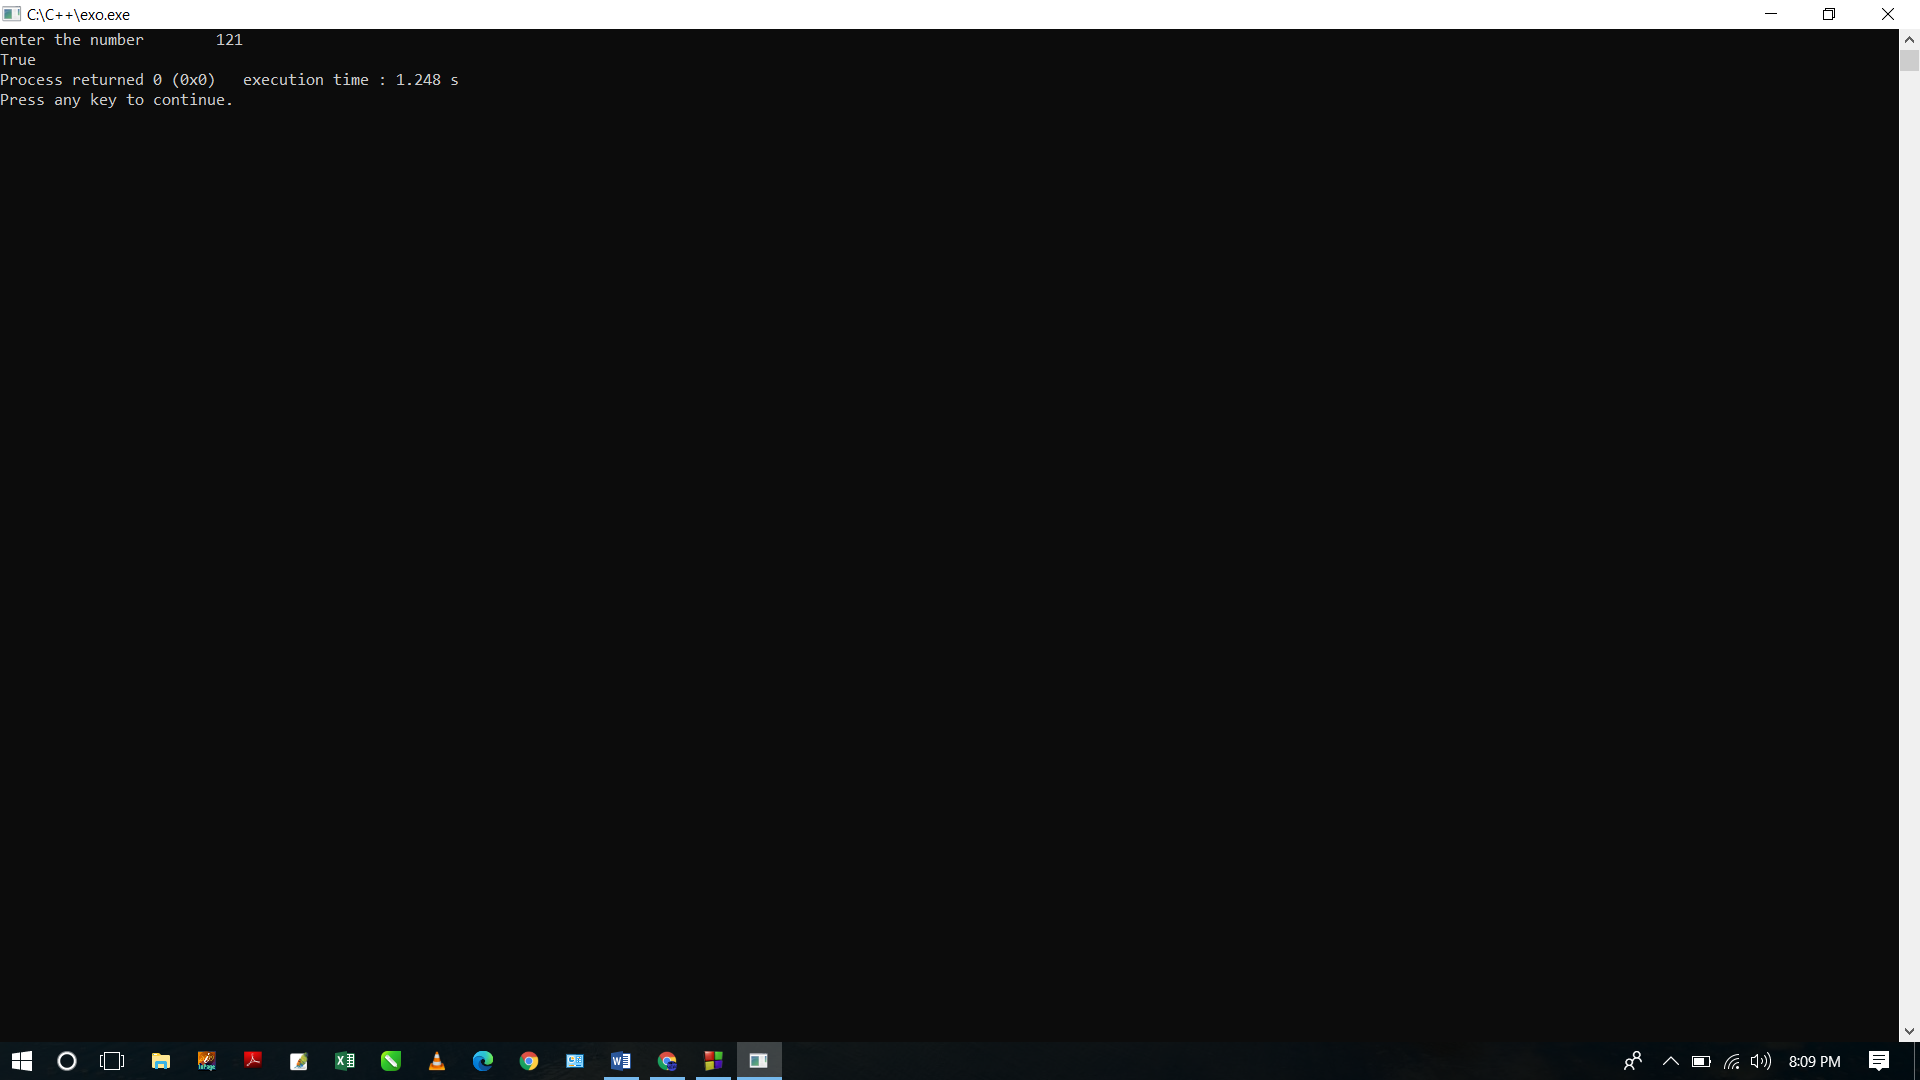 C:\C++\exo.exe
enter the number        121
True
Process returned 0 (0x0)   execution time : 1.248 s
Press any key to continue.
8:09 PM